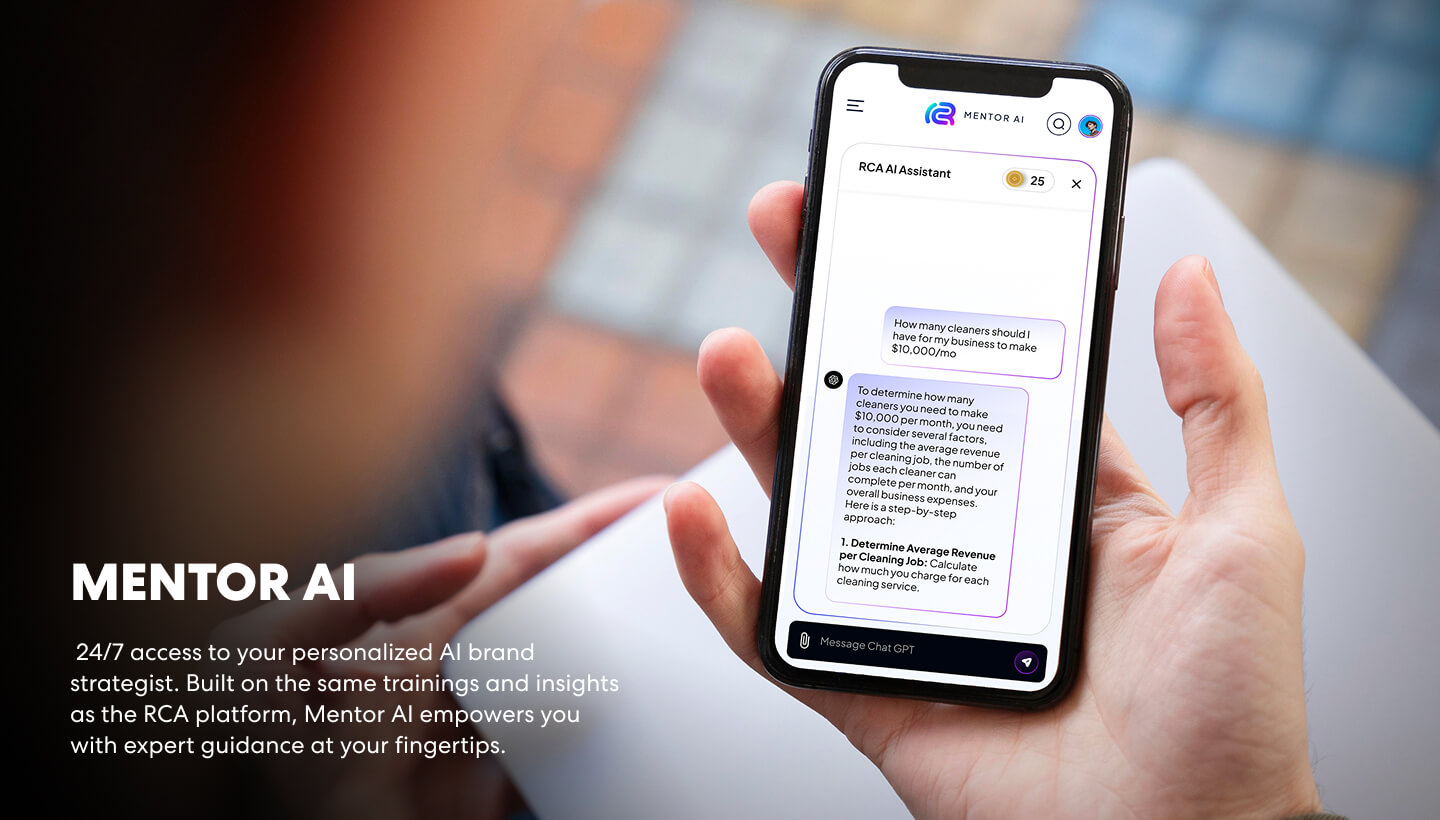 MENTOR AI
RCA AI Assistant
25
How many cleaners should I
have for my business to make
$10,000/mo
To determine how many
cleaners you need to make
$10,000 per month, you need
to consider several factors,
including the average revenue
per cleaning job, the number of
jobs each cleaner can
complete per month, and your
overall business expenses.
Here is a step-by-step
approach:
1. Determine Average Revenue
per Cleaning Job: Calculate
how much you charge for each
cleaning service.
Message Chat GPT
MENTOR AI
24/7 access to your personalized AI brand
strategist. Built on the same trainings and insights
as the RCA platform, Mentor AI empowers you
with expert guidance at your fingertips.